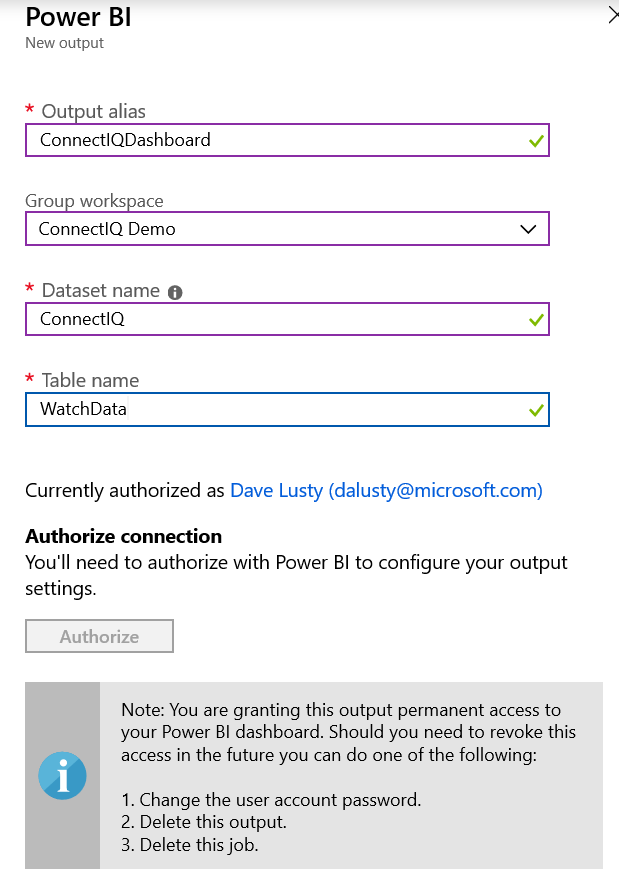 Power BI
New output
* Output alias
ConnectIQDashboard
Group workspace
ConnectIQ Demo
* Dataset name
ConnectIQ
* Table name
WatchData
Currently authorized as Dave Lusty (dalusty@microsoft.com)
Authorize connection
You'll need to authorize with Power BI to configure your output
settings.
Authorize
Note: You are granting this output permanent access to
your Power BI dashboard. Should you need to revoke this
access in the future you can do one of the following:
1. Change the user account password.
2. Delete this output.
3. Delete this job.